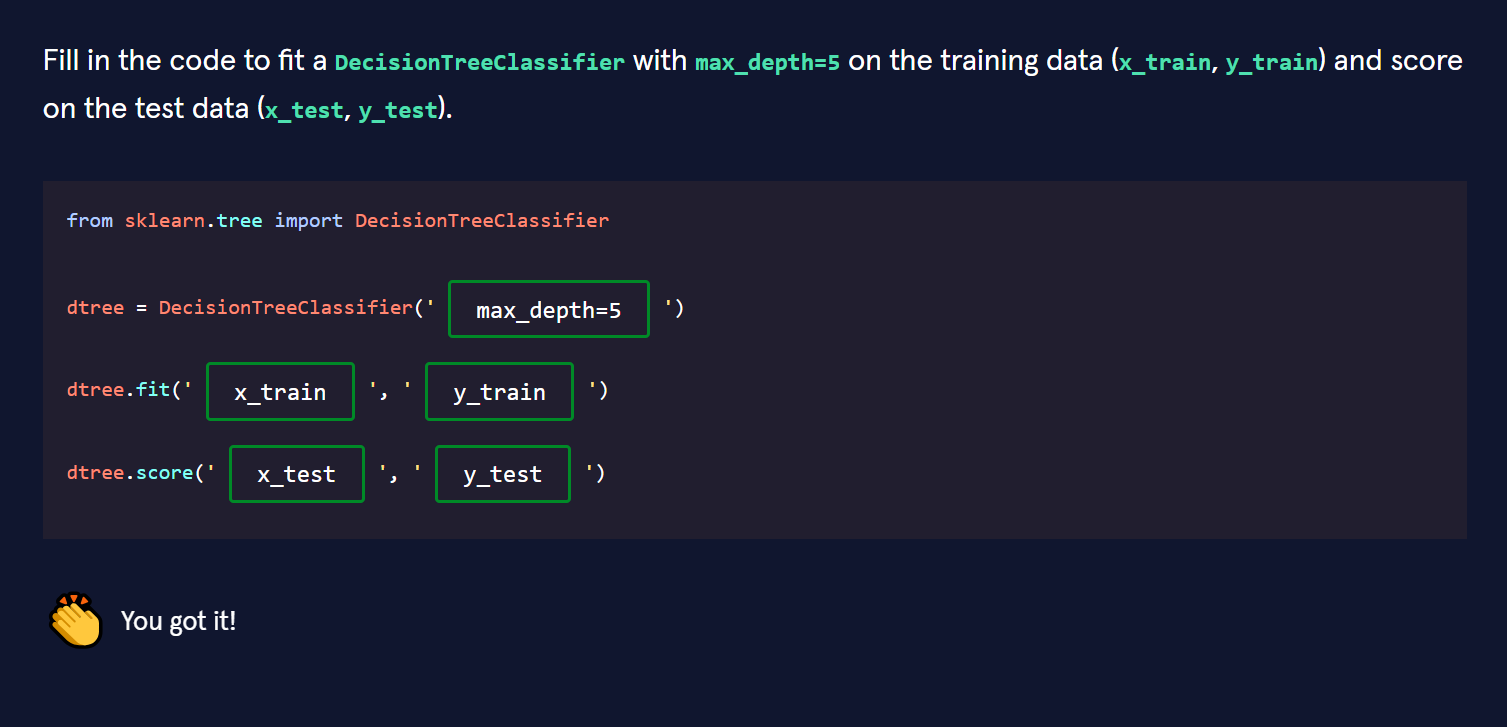 Fill in the code to fit a DecisionTreeClassifier with max_depth=5 on the training data (x_train, y_train) and score
on the test data (x_test, y_test).
from sklearn.tree import DecisionTreeClassifier
dtree = DecisionTreeClassifier(' max_depth=5 ')
dtree.fit(' x_train ', ' y_train ')
dtree.score(' x_test ', ' y_test ')
You got it!